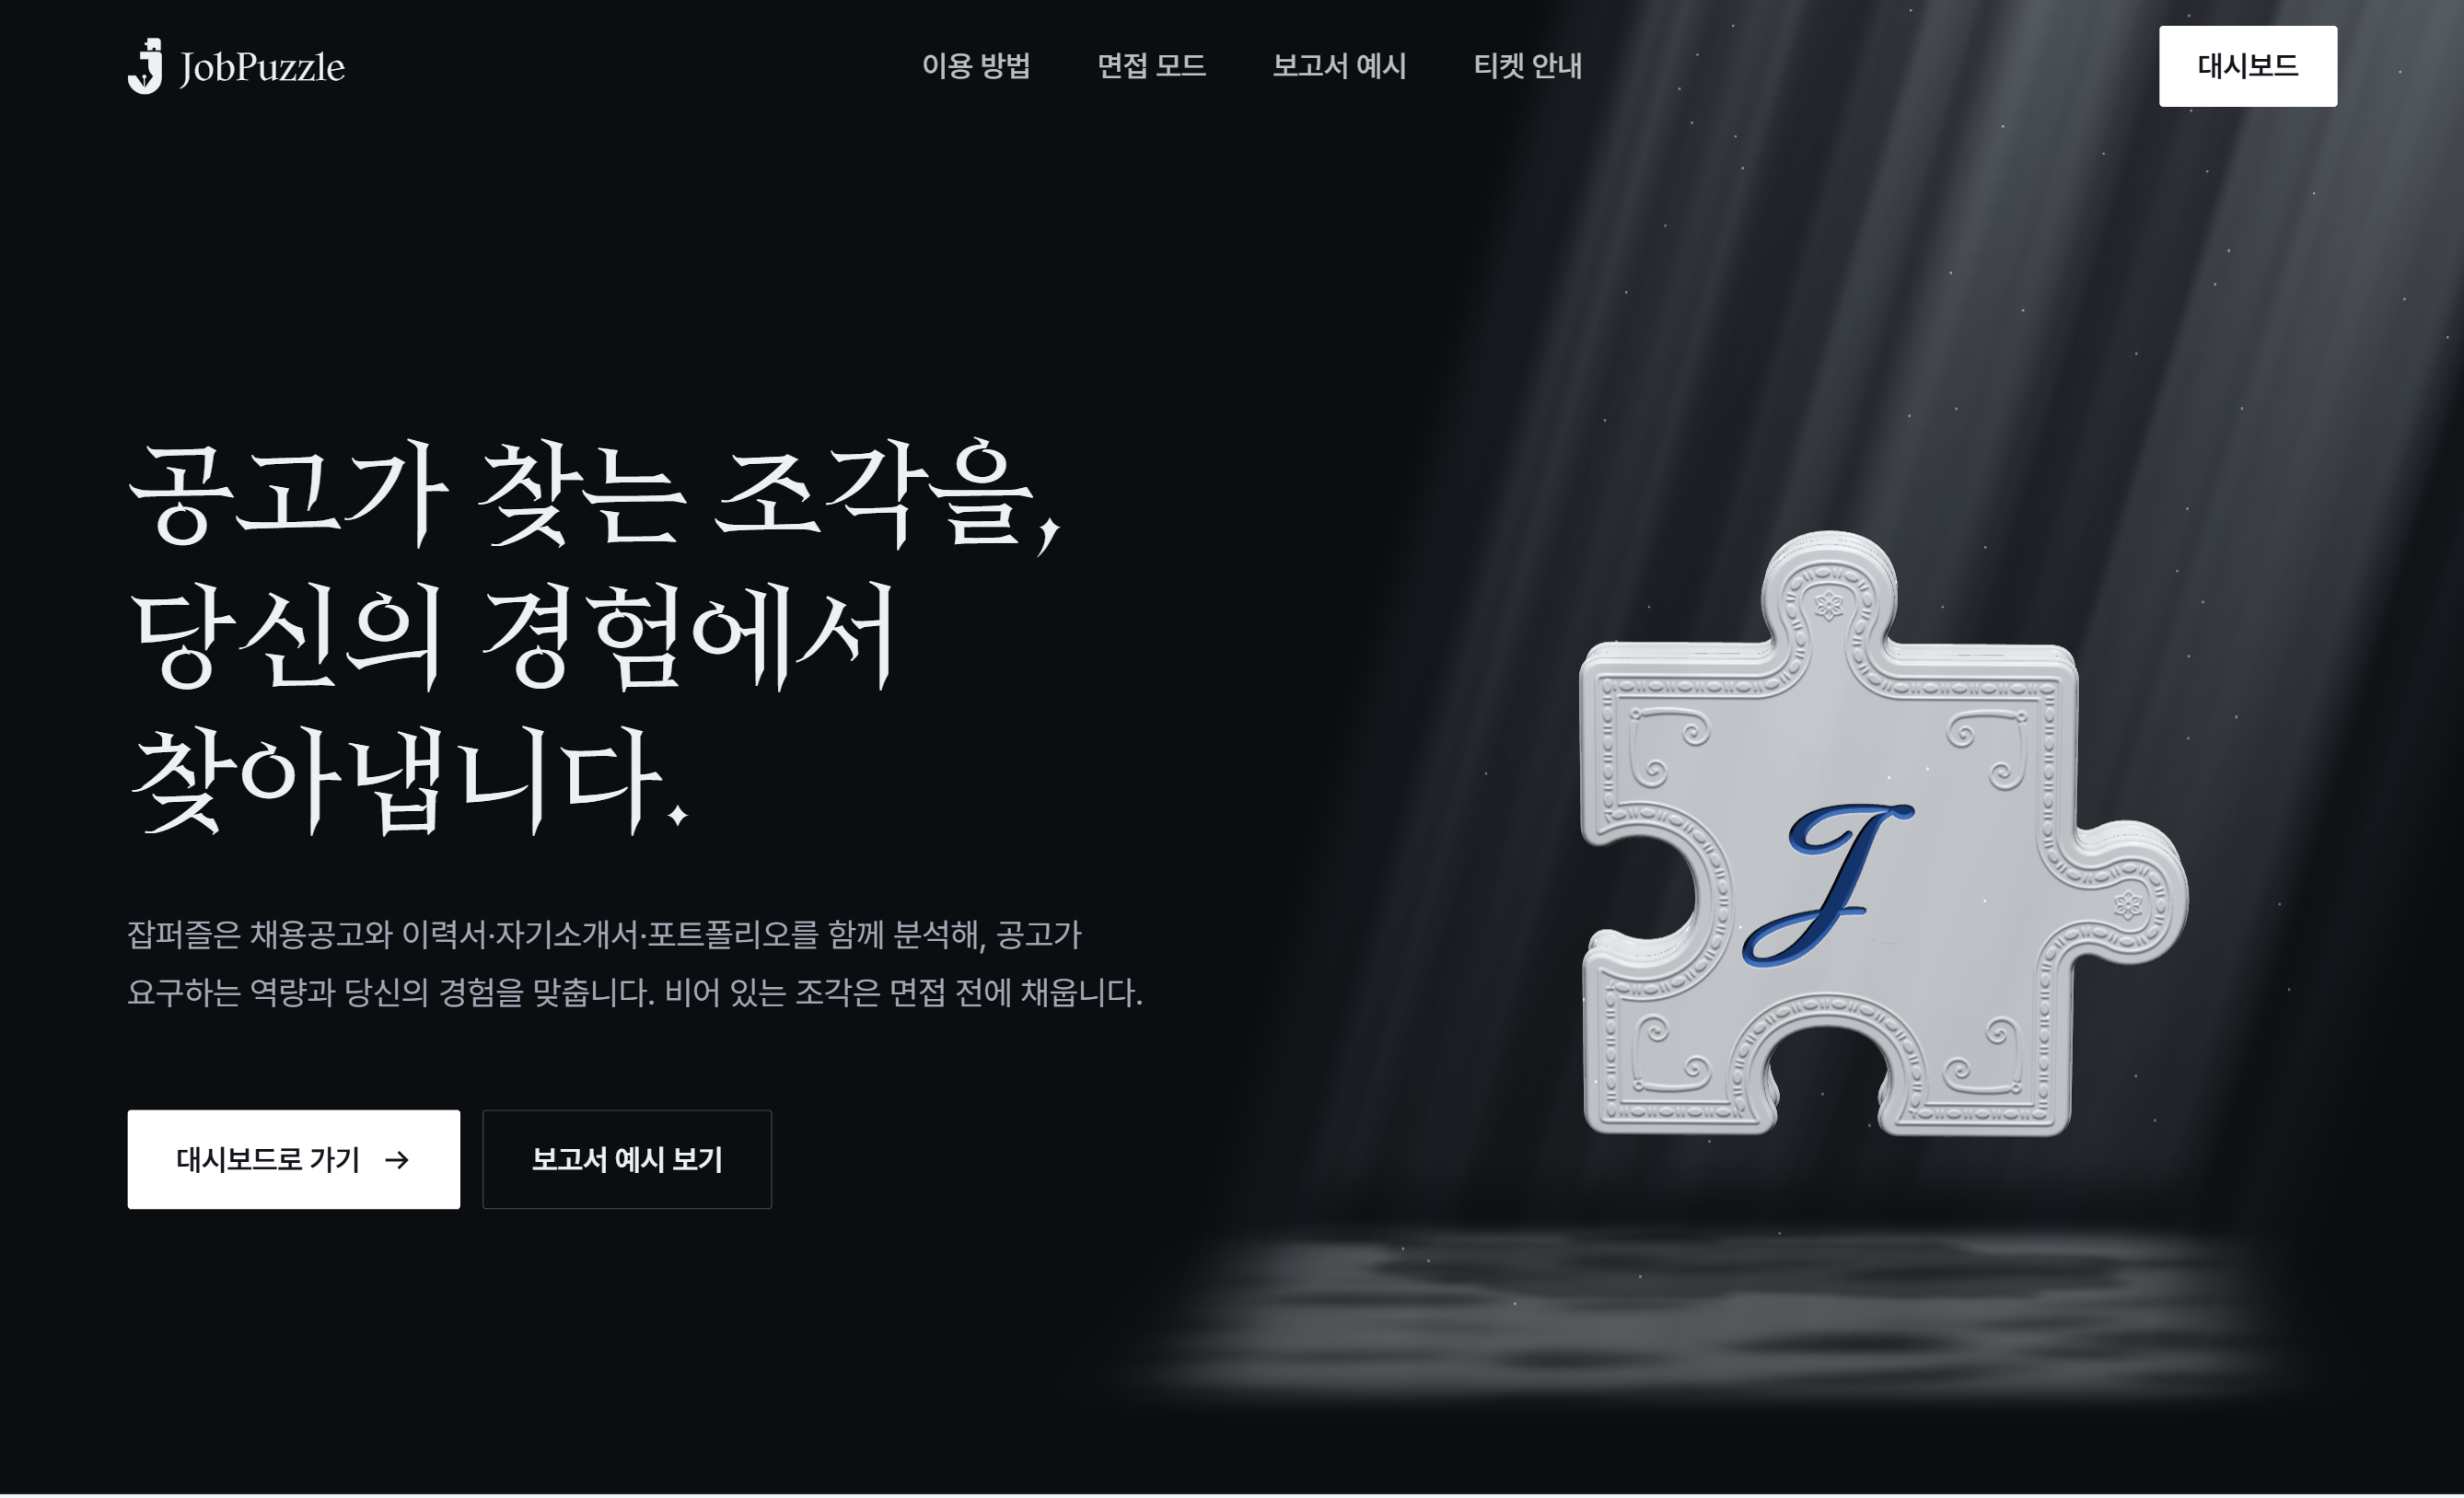 JobPuzzle
이용 방법
면접 모드
보고서 예시
티켓 안내
대시보드
공고가 찾는 조각을,
당신의 경험에서
찾아냅니다.
잡퍼즐은 채용공고와 이력서·자기소개서·포트폴리오를 함께 분석해, 공고가
요구하는 역량과 당신의 경험을 맞춥니다. 비어 있는 조각은 면접 전에 채웁니다.
대시보드로 가기 →
보고서 예시 보기
J